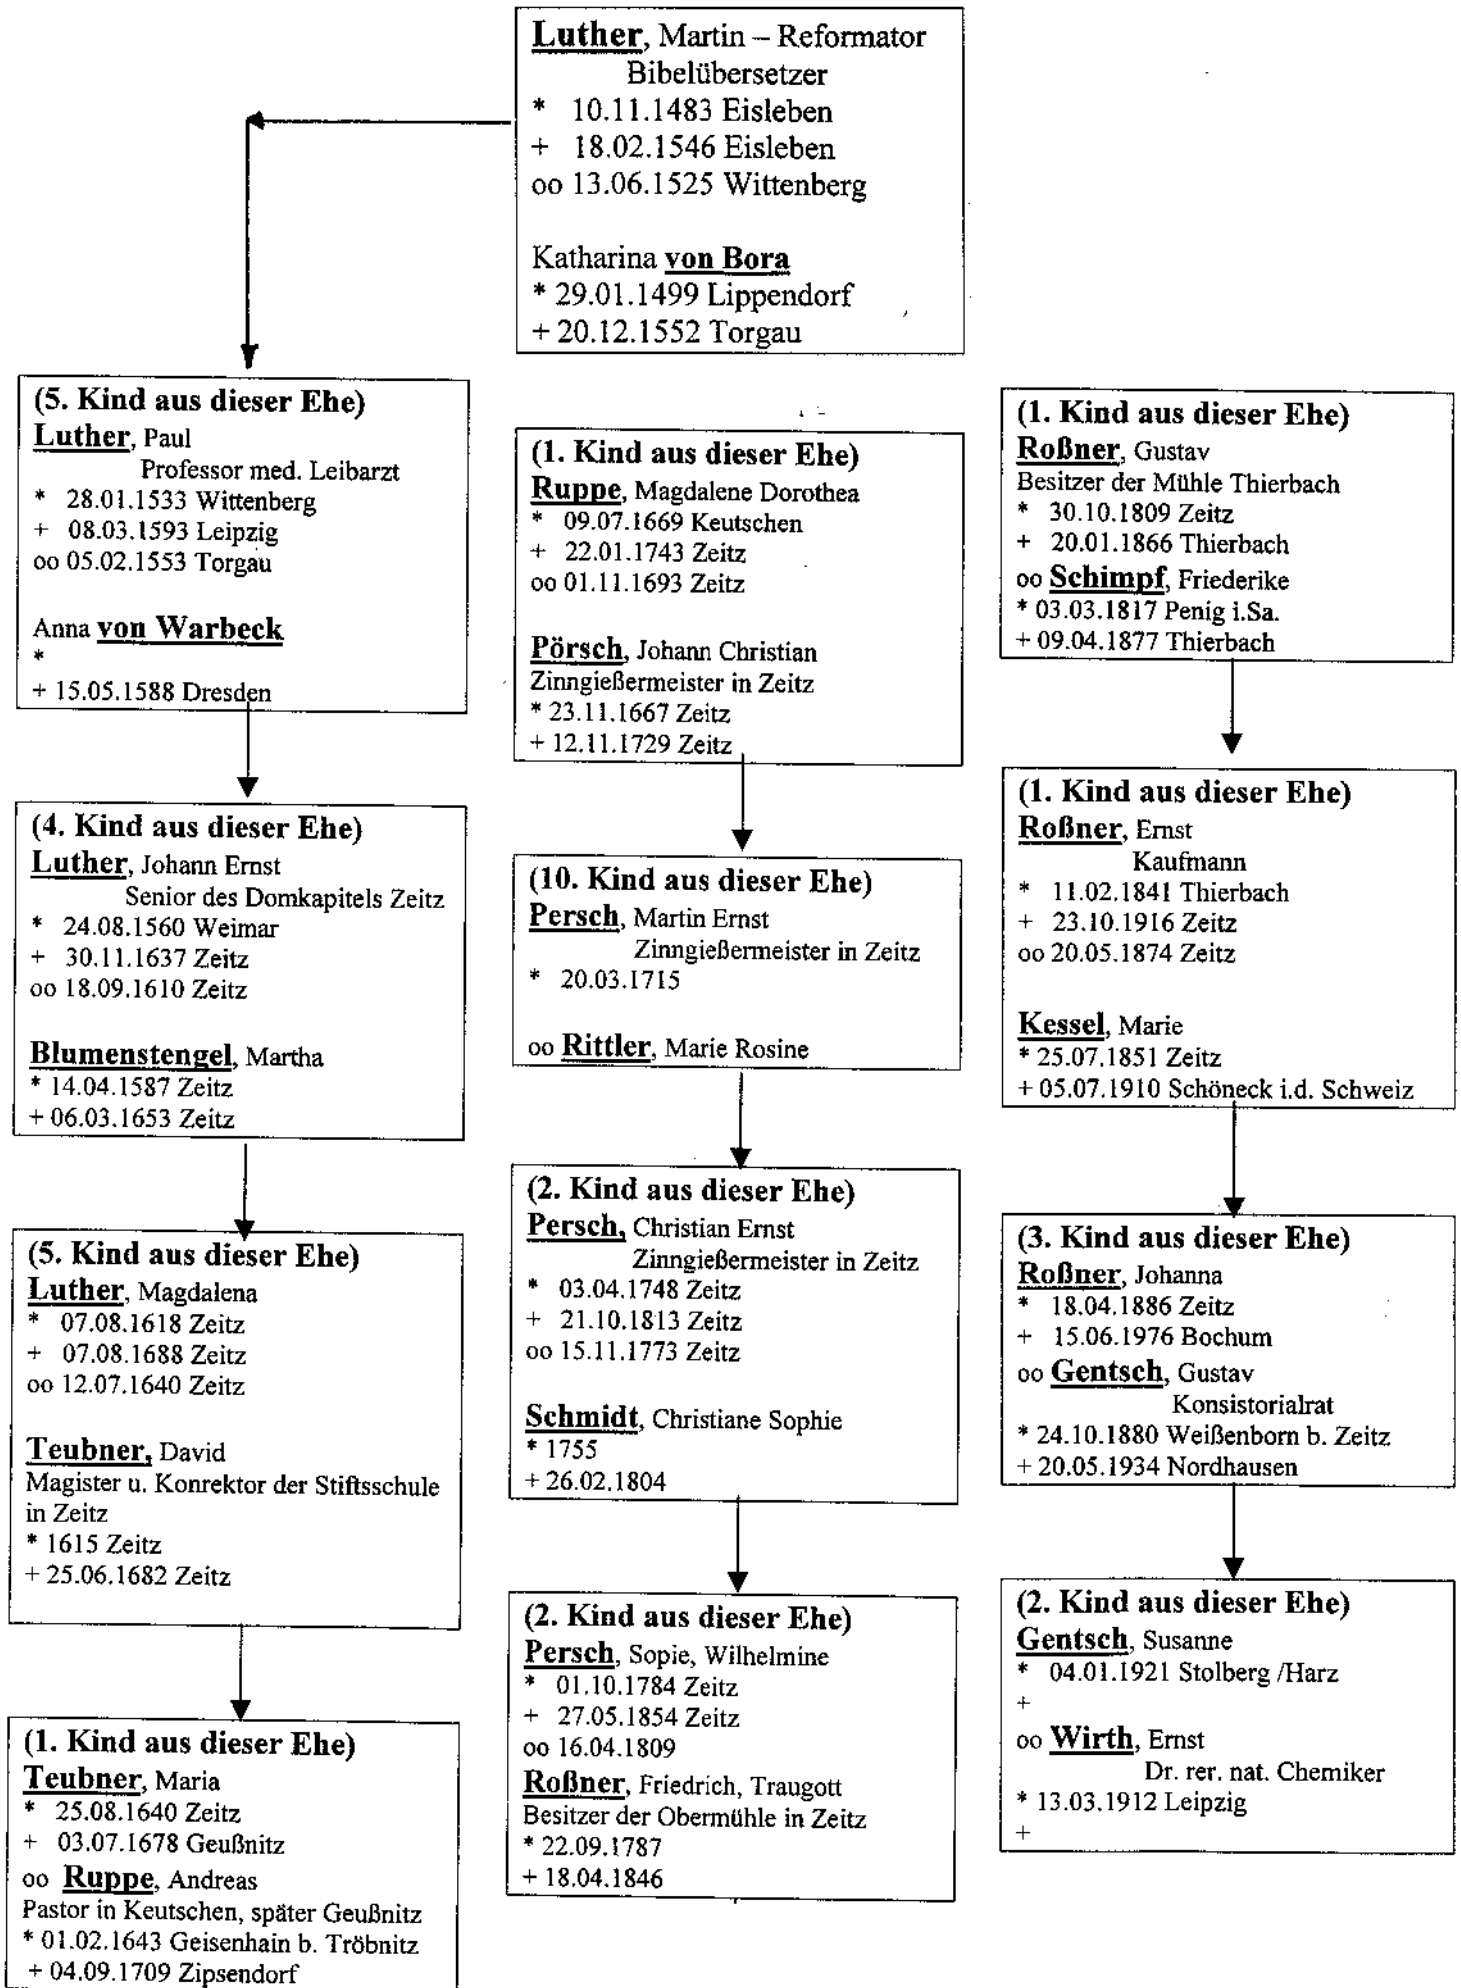 Luther, Martin – Reformator
Bibelübersetzer
* 10.11.1483 Eisleben
+ 18.02.1546 Eisleben
oo 13.06.1525 Wittenberg
Katharina von Bora
* 29.01.1499 Lippendorf
+ 20.12.1552 Torgau
(5. Kind aus dieser Ehe)
Luther, Paul
Professor med. Leibarzt
* 28.01.1533 Wittenberg
+ 08.03.1593 Leipzig
oo 05.02.1553 Torgau
Anna von Warbeck
*
+ 15.05.1588 Dresden
(4. Kind aus dieser Ehe)
Luther, Johann Ernst
Senior des Domkapitels Zeitz
* 24.08.1560 Weimar
+ 30.11.1637 Zeitz
oo 18.09.1610 Zeitz
Blumenstengel, Martha
* 14.04.1587 Zeitz
+ 06.03.1653 Zeitz
(5. Kind aus dieser Ehe)
Luther, Magdalena
* 07.08.1618 Zeitz
+ 07.08.1688 Zeitz
oo 12.07.1640 Zeitz
Teubner, David
Magister u. Konrektor der Stiftsschule
in Zeitz
* 1615 Zeitz
+ 25.06.1682 Zeitz
(1. Kind aus dieser Ehe)
Teubner, Maria
* 25.08.1640 Zeitz
+ 03.07.1678 Geußnitz
oo Ruppe, Andreas
Pastor in Keutschen, später Geußnitz
* 01.02.1643 Geisenhain b. Tröbnitz
+ 04.09.1709 Zipsendorf
(1. Kind aus dieser Ehe)
Ruppe, Magdalene Dorothea
* 09.07.1669 Keutschen
+ 22.01.1743 Zeitz
oo 01.11.1693 Zeitz
Pörsch, Johann Christian
Zinngießermeister in Zeitz
* 23.11.1667 Zeitz
+ 12.11.1729 Zeitz
(10. Kind aus dieser Ehe)
Persch, Martin Ernst
Zinngießermeister in Zeitz
* 20.03.1715
oo Rittler, Marie Rosine
(2. Kind aus dieser Ehe)
Persch, Christian Ernst
Zinngießermeister in Zeitz
* 03.04.1748 Zeitz
+ 21.10.1813 Zeitz
oo 15.11.1773 Zeitz
Schmidt, Christiane Sophie
* 1755
+ 26.02.1804
(2. Kind aus dieser Ehe)
Persch, Sopie, Wilhelmine
* 01.10.1784 Zeitz
+ 27.05.1854 Zeitz
oo 16.04.1809
Roßner, Friedrich, Traugott
Besitzer der Obermühle in Zeitz
* 22.09.1787
+ 18.04.1846
(1. Kind aus dieser Ehe)
Roßner, Gustav
Besitzer der Mühle Thierbach
* 30.10.1809 Zeitz
+ 20.01.1866 Thierbach
oo Schimpf, Friederike
* 03.03.1817 Penig i.Sa.
+ 09.04.1877 Thierbach
(1. Kind aus dieser Ehe)
Roßner, Ernst
Kaufmann
* 11.02.1841 Thierbach
+ 23.10.1916 Zeitz
oo 20.05.1874 Zeitz
Kessel, Marie
* 25.07.1851 Zeitz
+ 05.07.1910 Schöneck i.d. Schweiz
(3. Kind aus dieser Ehe)
Roßner, Johanna
* 18.04.1886 Zeitz
+ 15.06.1976 Bochum
oo Gentsch, Gustav
Konsistorialrat
* 24.10.1880 Weißenborn b. Zeitz
+ 20.05.1934 Nordhausen
(2. Kind aus dieser Ehe)
Gentsch, Susanne
* 04.01.1921 Stolberg /Harz
+
oo Wirth, Ernst
Dr. rer. nat. Chemiker
* 13.03.1912 Leipzig
+